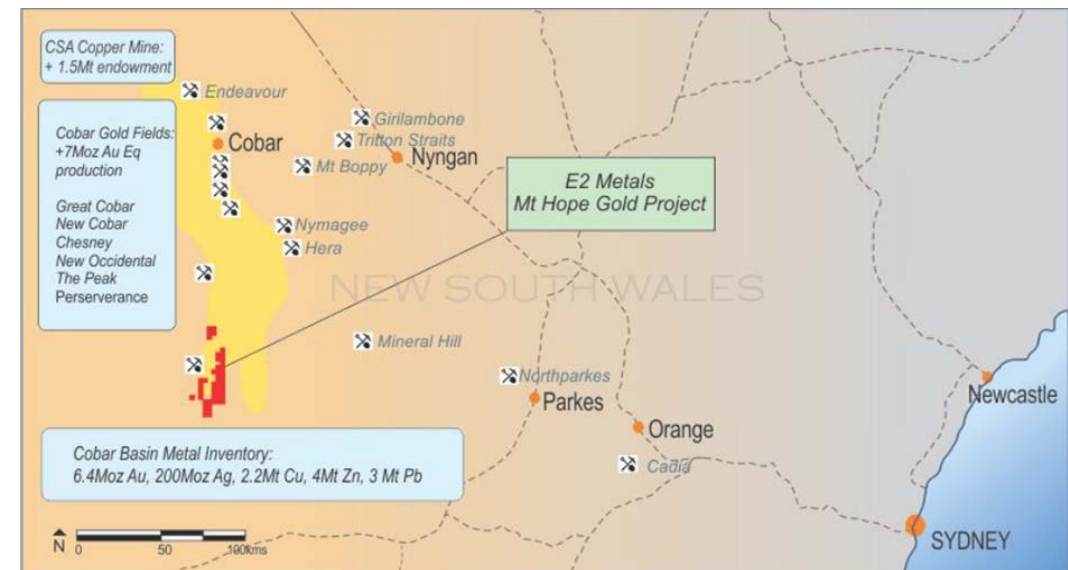 CSA Copper Mine:
+ 1.5Mt endowment
Endeavour
Cobar Gold Fields:
+7Moz Au Eq
production
Great Cobar
New Cobar
Chesney
New Occidental
The Peak
Perserverance
Cobar
Girilambone
Tritton Straits
Mt Boppy
Nyngan
E2 Metals
Mt Hope Gold Project
Nymagee
Hera
NEW SOUTH WALES
Mineral Hill
Northparkes
Parkes
Newcastle
Orange
Cadia
Cobar Basin Metal Inventory:
6.4Moz Au, 200Moz Ag, 2.2Mt Cu, 4Mt Zn, 3 Mt Pb
N
0 50 100kms
SYDNEY